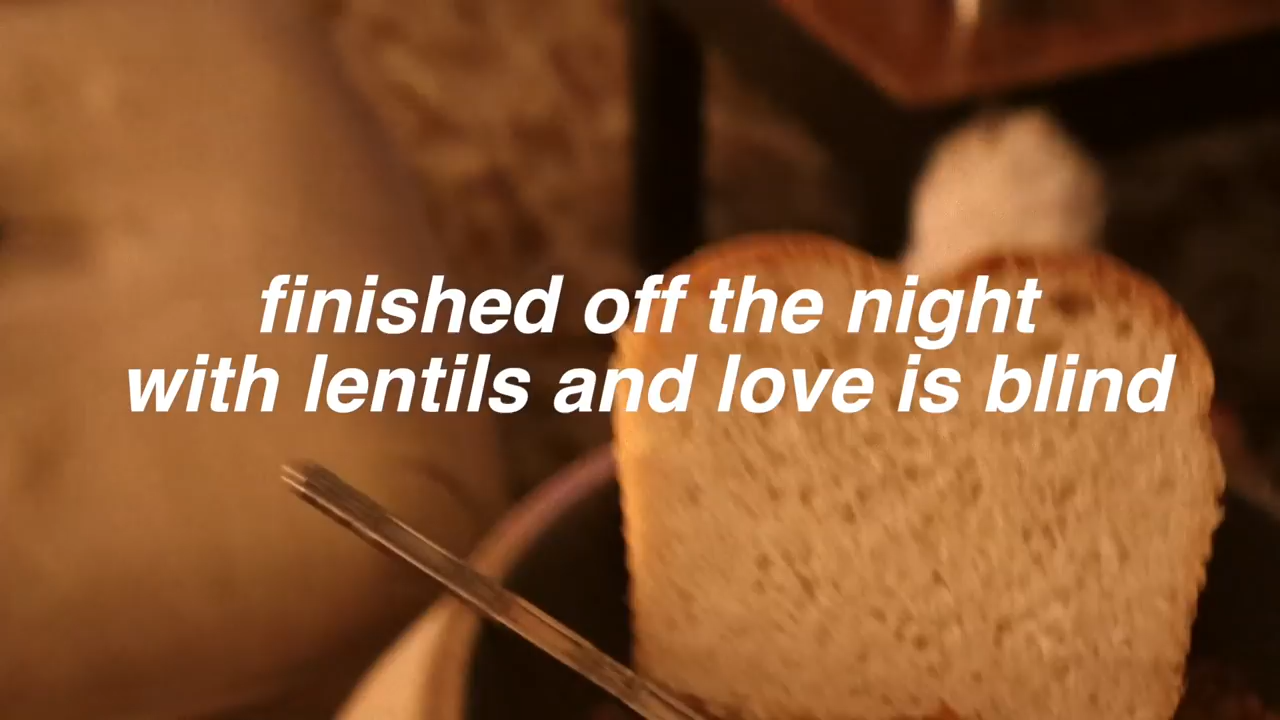 finished off the night
with lentils and love is blind